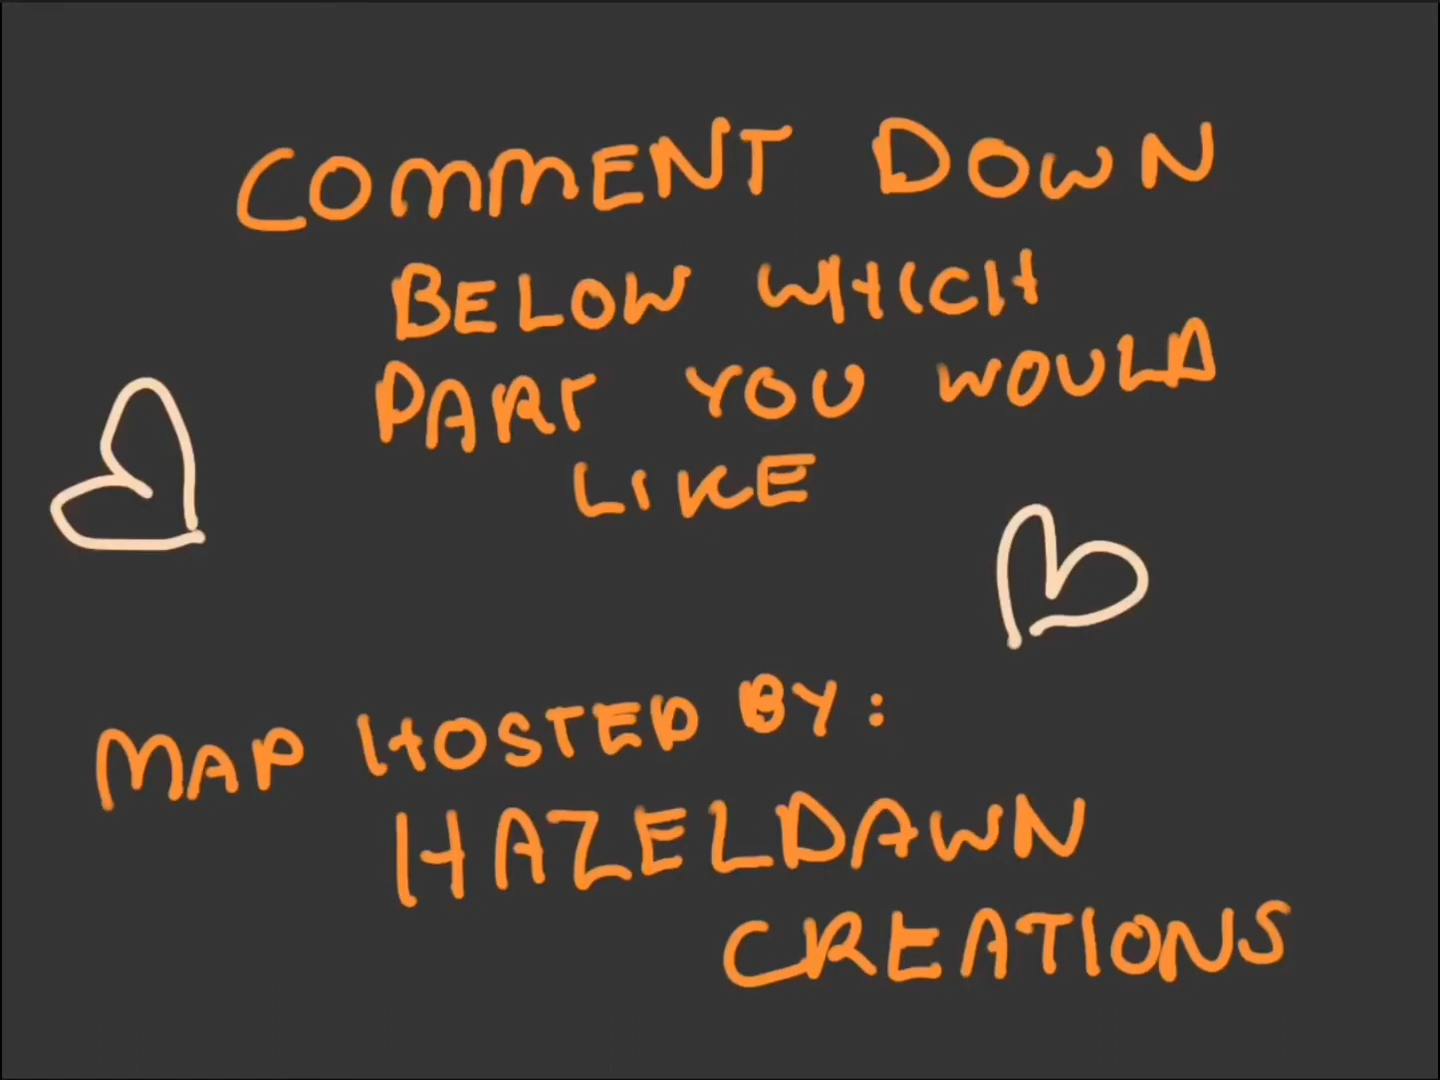 COMMENT DOWN
BELOW WHICH
PART YOU WOULD
LIKE
MAP HOSTED BY:
HAZELDAWN
CREATIONS